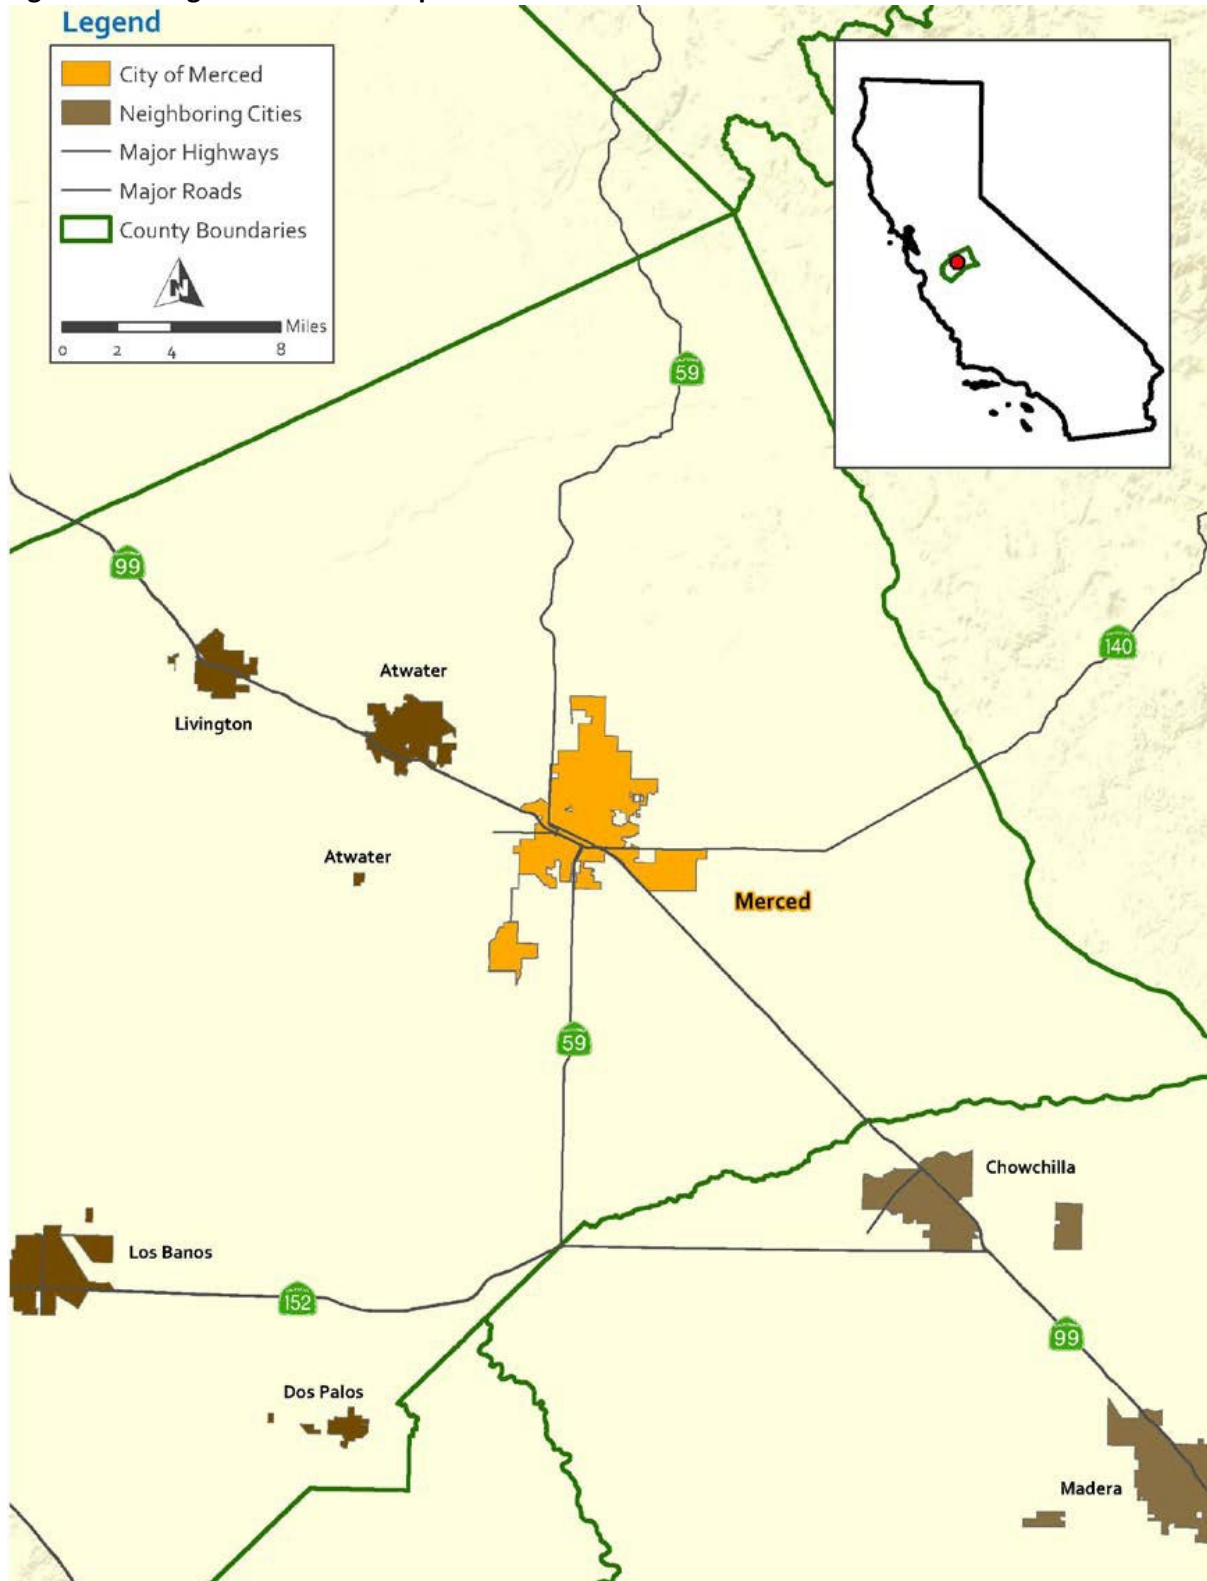 Legend
City of Merced
Neighboring Cities
Major Highways
Major Roads
County Boundaries
N
Miles
0 2 4 8
59
99
140
Atwater
Livington
Atwater
Merced
59
Chowchilla
Los Banos
152
99
Dos Palos
Madera